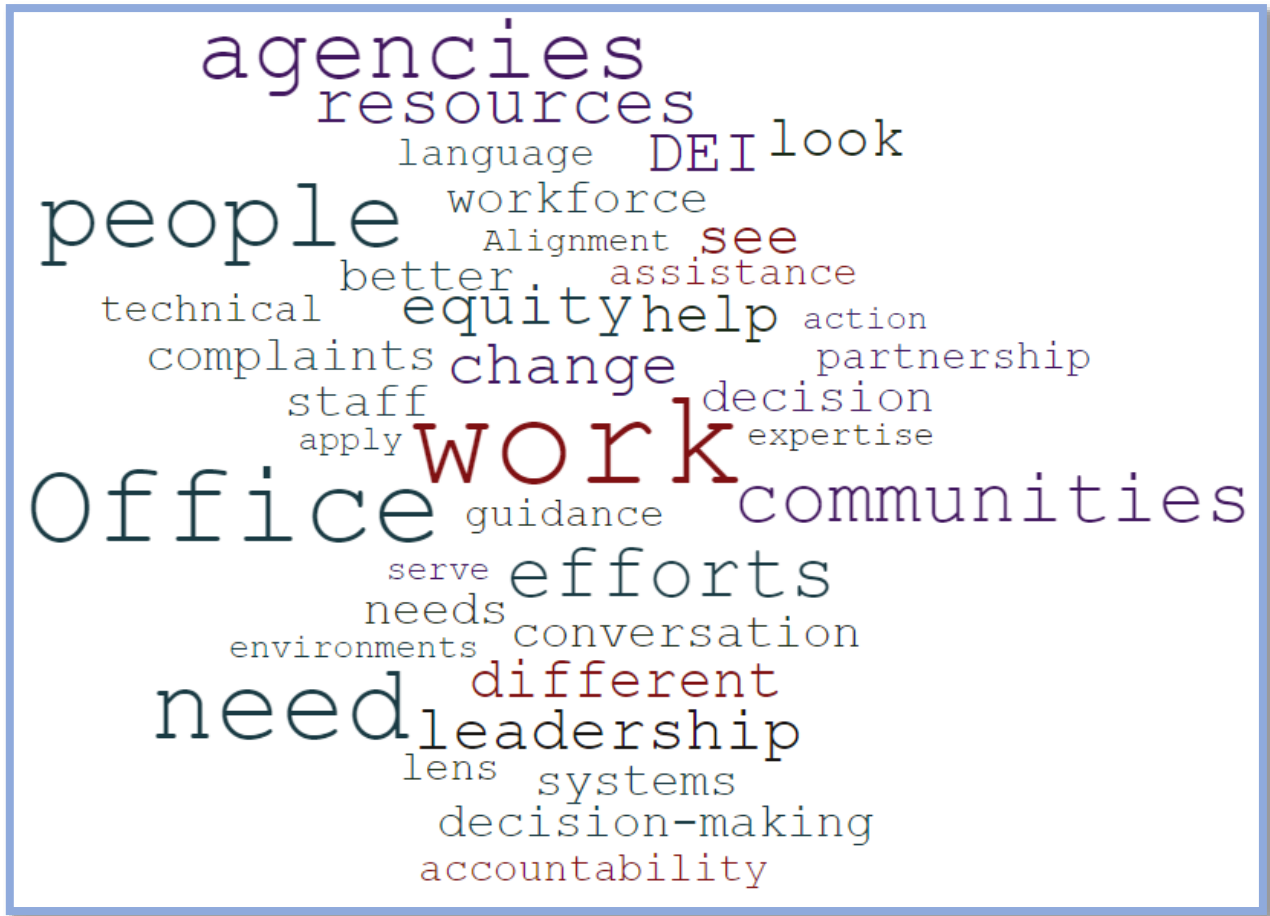 agencies
resources
DEI look
language
workforce
people
Alignment see
better assistance
technical equity help action
complaints change partnership
staff decision
apply work expertise
Office guidance communities
serve efforts
needs
environments conversation
different
need leadership
lens systems
decision-making
accountability